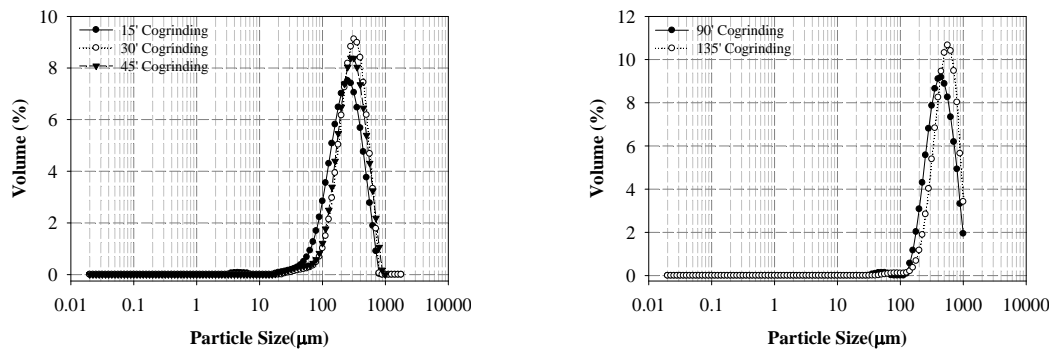 10
8
6
4
2
0
Volume (%)
15' Cogrinding
30' Cogrinding
45' Cogrinding
0.01 0.1 1 10 100 1000 10000
Particle Size(μm)
12
10
8
6
4
2
0
Volume (%)
90' Cogrinding
135' Cogrinding
0.01 0.1 1 10 100 1000 10000
Particle Size(μm)